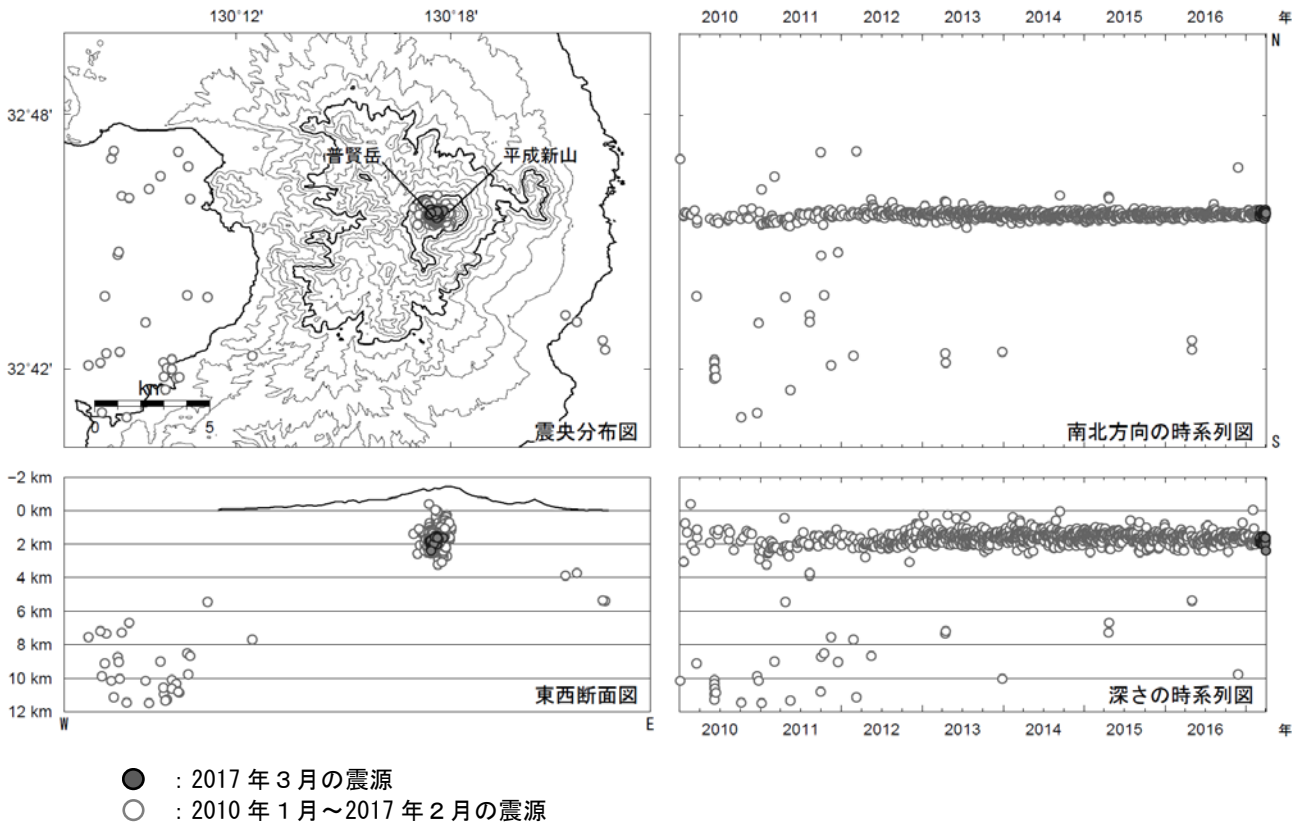 130°12′ 130°18′
2010 2011 2012 2013 2014 2015 2016 年
N
32°48′
普賢岳 平成新山
32°42′
km
0 5
震央分布図
南北方向の時系列図
S
-2 km
0 km
2 km
4 km
6 km
8 km
10 km
12 km
東西断面図
深さの時系列図
W E
2010 2011 2012 2013 2014 2015 2016 年
:2017 年3月の震源
:2010 年1月~2017 年2月の震源